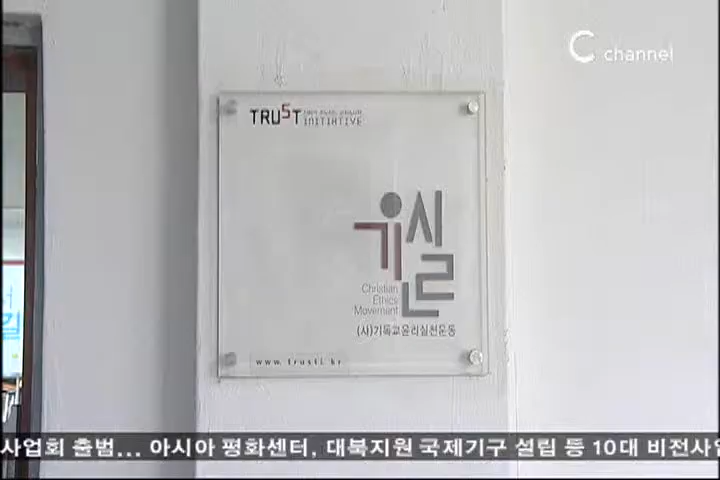 C channel
TRUST
INITIATIVE
기윤실
Christian
Ethics
Movement
(사)기독교윤리실천운동
www.trusti.kr
사업회 출범... 아시아 평화센터, 대북지원 국제기구 설립 등 10대 비전사업